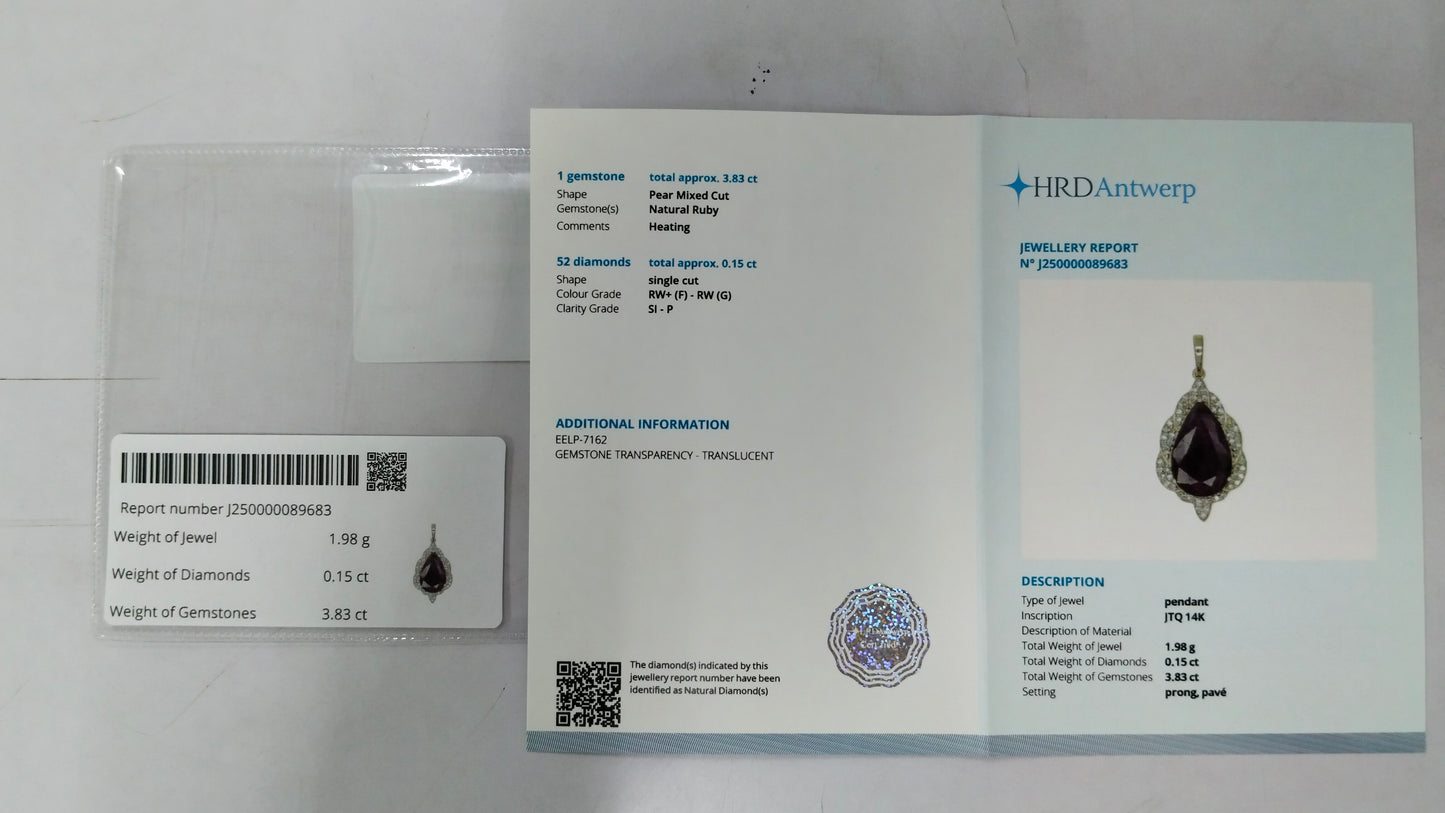 Report number J250000089683
Weight of Jewel 1.98 g
Weight of Diamonds 0.15 ct
Weight of Gemstones 3.83 ct
1 gemstone total approx. 3.83 ct
Shape Pear Mixed Cut
Gemstone(s) Natural Ruby
Comments Heating
52 diamonds total approx. 0.15 ct
Shape single cut
Colour Grade RW+ (F) - RW (G)
Clarity Grade SI - P
ADDITIONAL INFORMATION
EELP-7162
GEMSTONE TRANSPARENCY - TRANSLUCENT
The diamond(s) indicated by this
jewellery report number have been
identified as Natural Diamond(s)
HRDAntwerp
JEWELLERY REPORT
N° J250000089683
DESCRIPTION
Type of Jewel pendant
Inscription JTQ 14K
Description of Material
Total Weight of Jewel 1.98 g
Total Weight of Diamonds 0.15 ct
Total Weight of Gemstones 3.83 ct
Setting prong, pavé